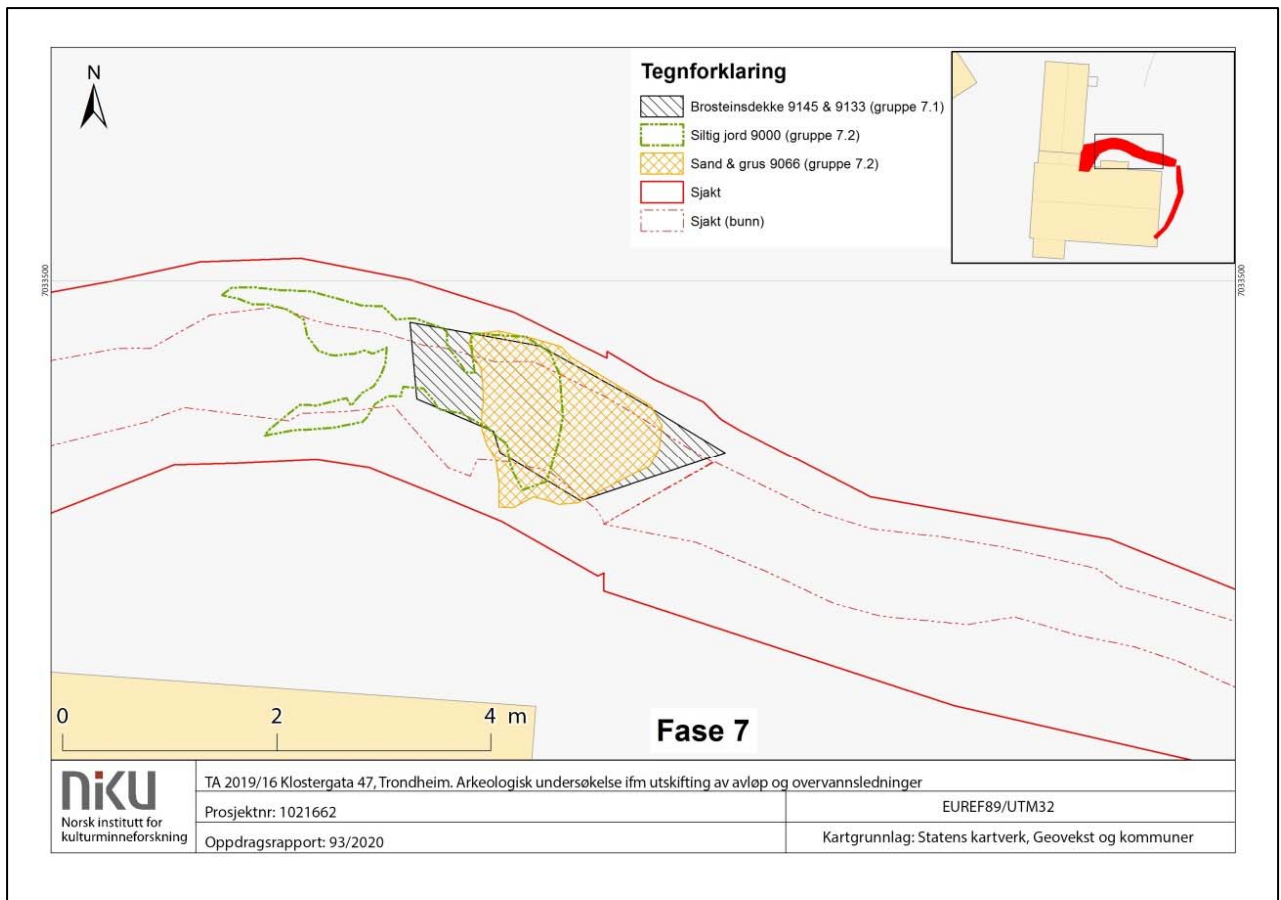 N
Tegnforklaring
Brosteinsdekke 9145 & 9133 (gruppe 7.1)
Siltig jord 9000 (gruppe 7.2)
Sand & grus 9066 (gruppe 7.2)
Sjakt
Sjakt (bunn)
7033500
7033500
0 2 4 m
Fase 7
niku
Norsk institutt for
kulturminneforskning
TA 2019/16 Klostergata 47, Trondheim. Arkeologisk undersøkelse ifm utskifting av avløp og overvannsledninger
Prosjektnr: 1021662
EUREF89/UTM32
Oppdragsrapport: 93/2020
Kartgrunnlag: Statens kartverk, Geovekst og kommuner